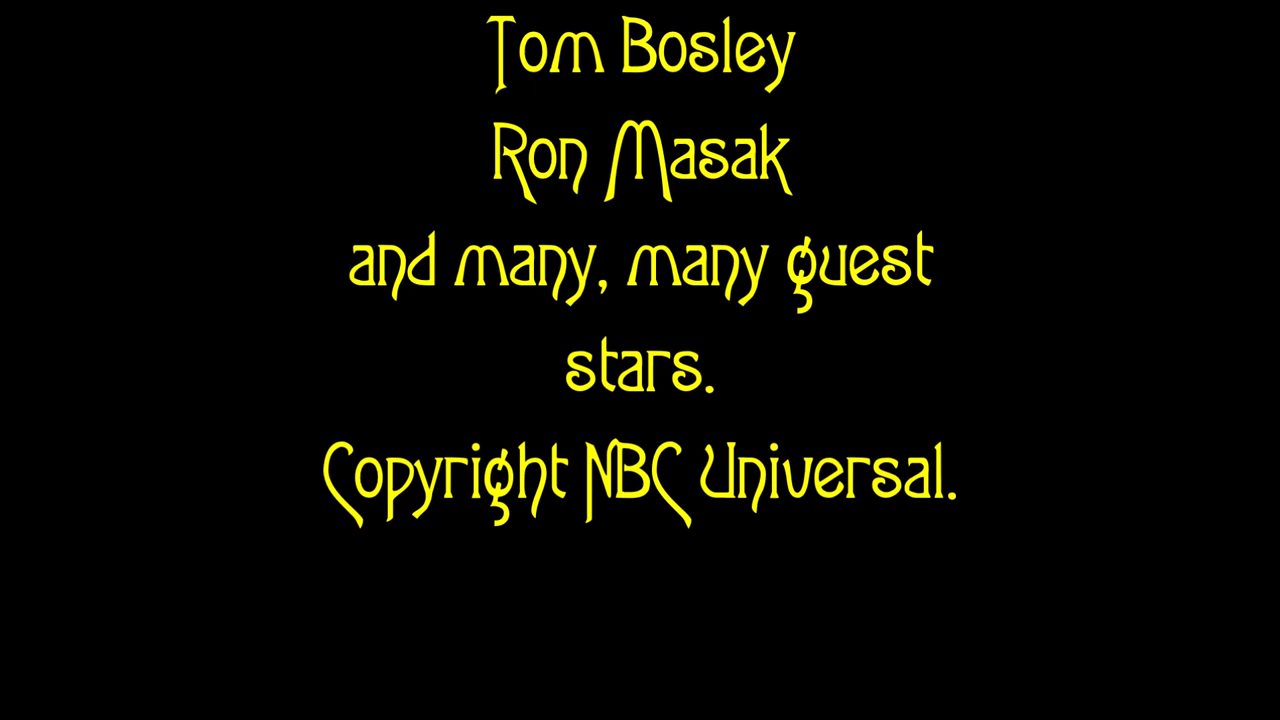 Tom Bosley
Ron Masak
and many, many guest
stars.
Copyright NBC Universal.